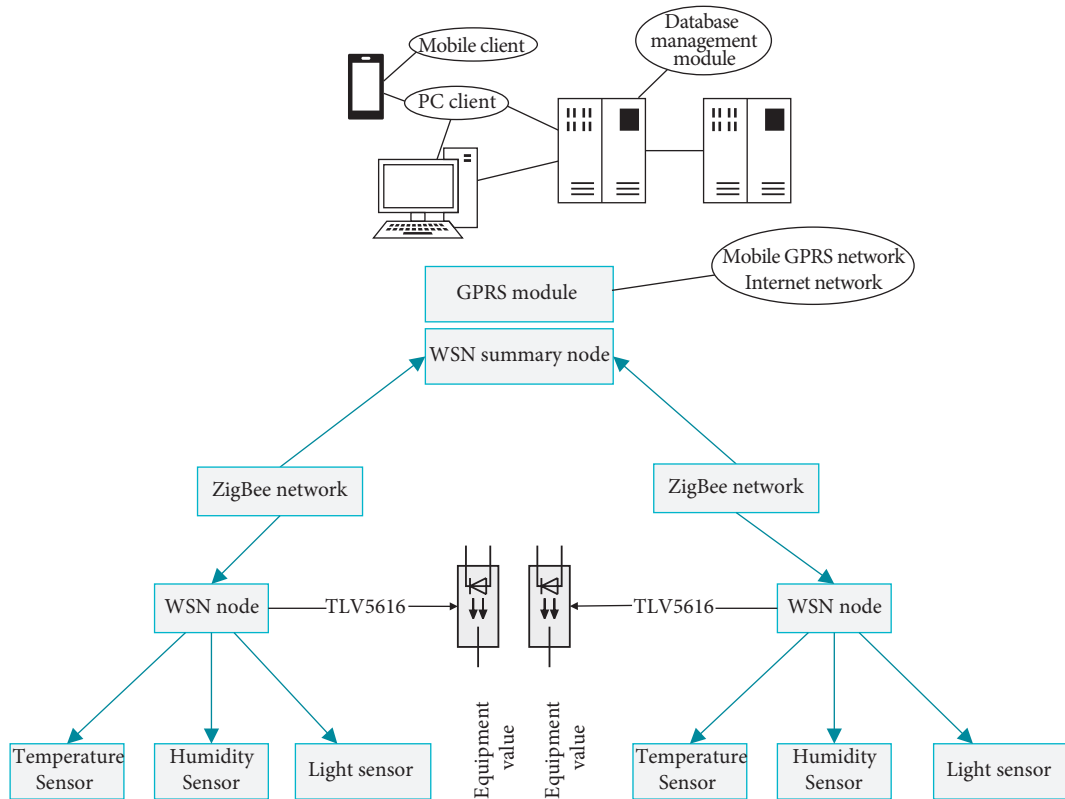 Mobile client
Database
management
module
PC client
Mobile GPRS network
Internet network
GPRS module
WSN summary node
ZigBee network
ZigBee network
WSN node
TLV5616
TLV5616
WSN node
Temperature
Sensor
Humidity
Sensor
Light sensor
Equipment
value
Equipment
value
Temperature
Sensor
Humidity
Sensor
Light sensor